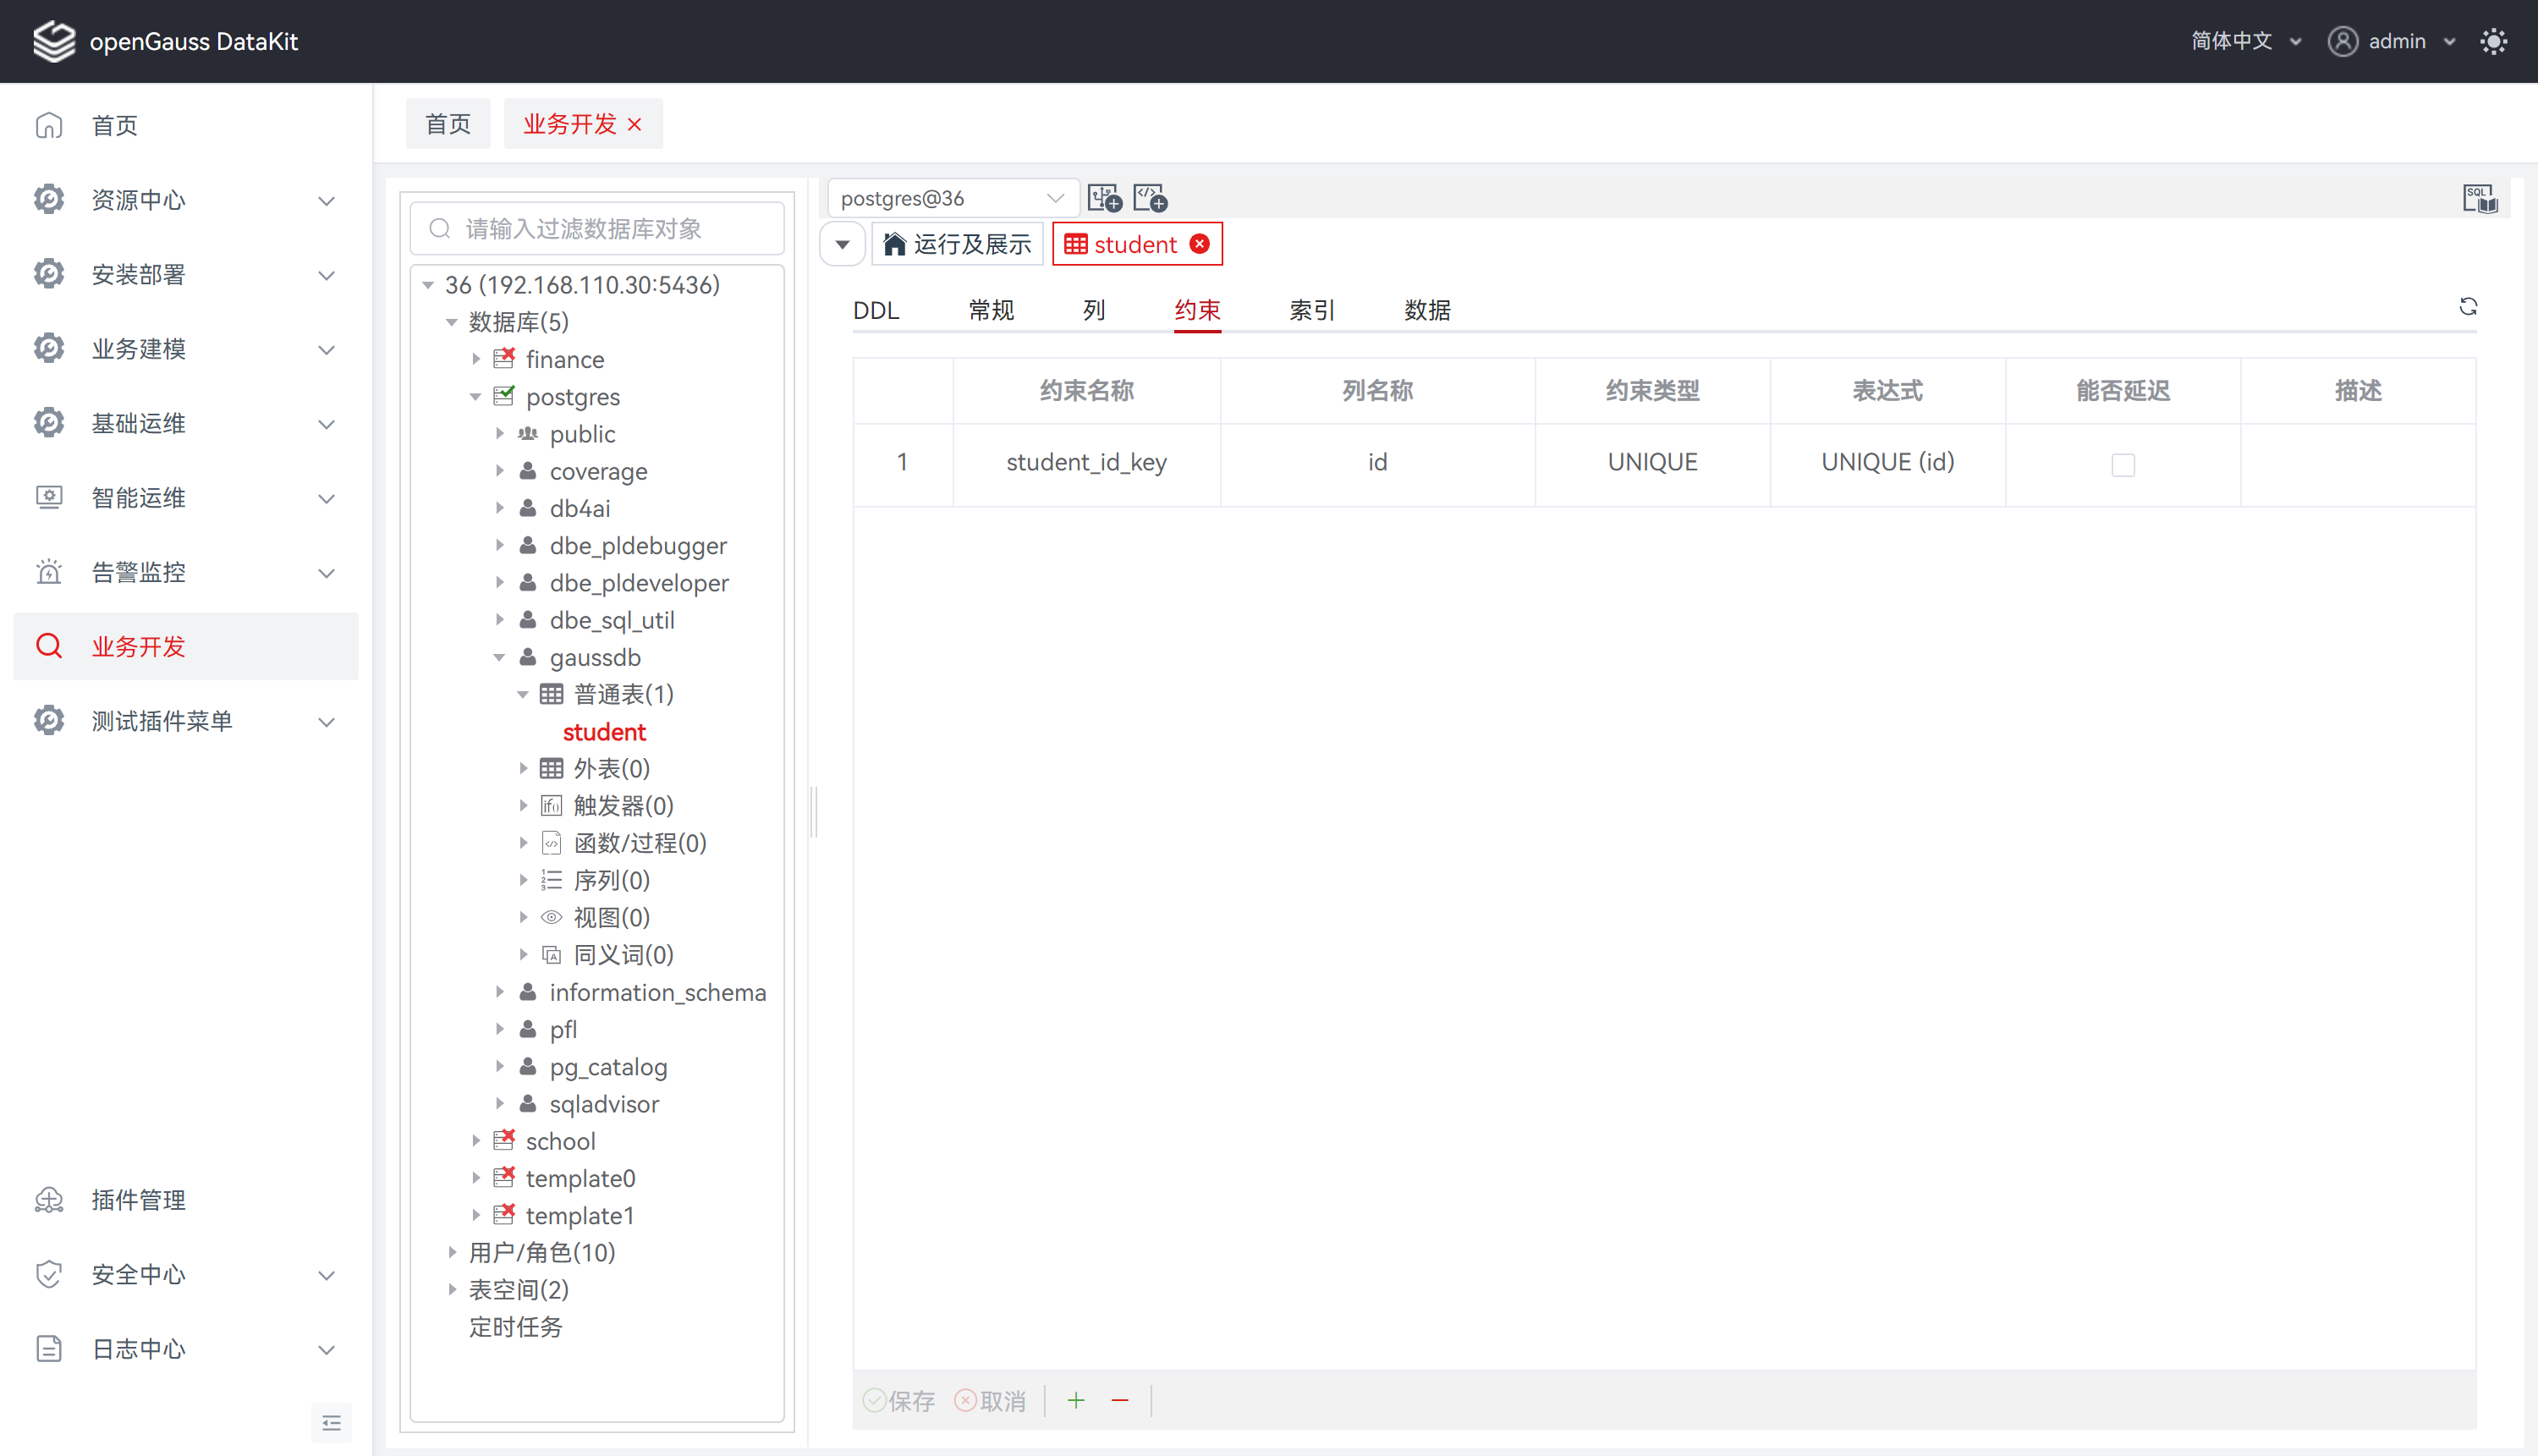 openGauss DataKit
简体中文
admin
首页
资源中心
安装部署
业务建模
基础运维
智能运维
告警监控
业务开发
测试插件菜单
插件管理
安全中心
日志中心
首页
业务开发
请输入过滤数据库对象
36 (192.168.110.30:5436)
数据库(5)
finance
postgres
public
coverage
db4ai
dbe_pldebugger
dbe_pldeveloper
dbe_sql_util
gaussdb
普通表(1)
student
外表(0)
触发器(0)
函数/过程(0)
序列(0)
视图(0)
同义词(0)
information_schema
pfl
pg_catalog
sqladvisor
school
template0
template1
用户/角色(10)
表空间(2)
定时任务
postgres@36
SQL
运行及展示
student
DDL 常规 列 约束 索引 数据
约束名称 列名称 约束类型 表达式 能否延迟 描述
1 student_id_key id UNIQUE UNIQUE (id)
保存 取消